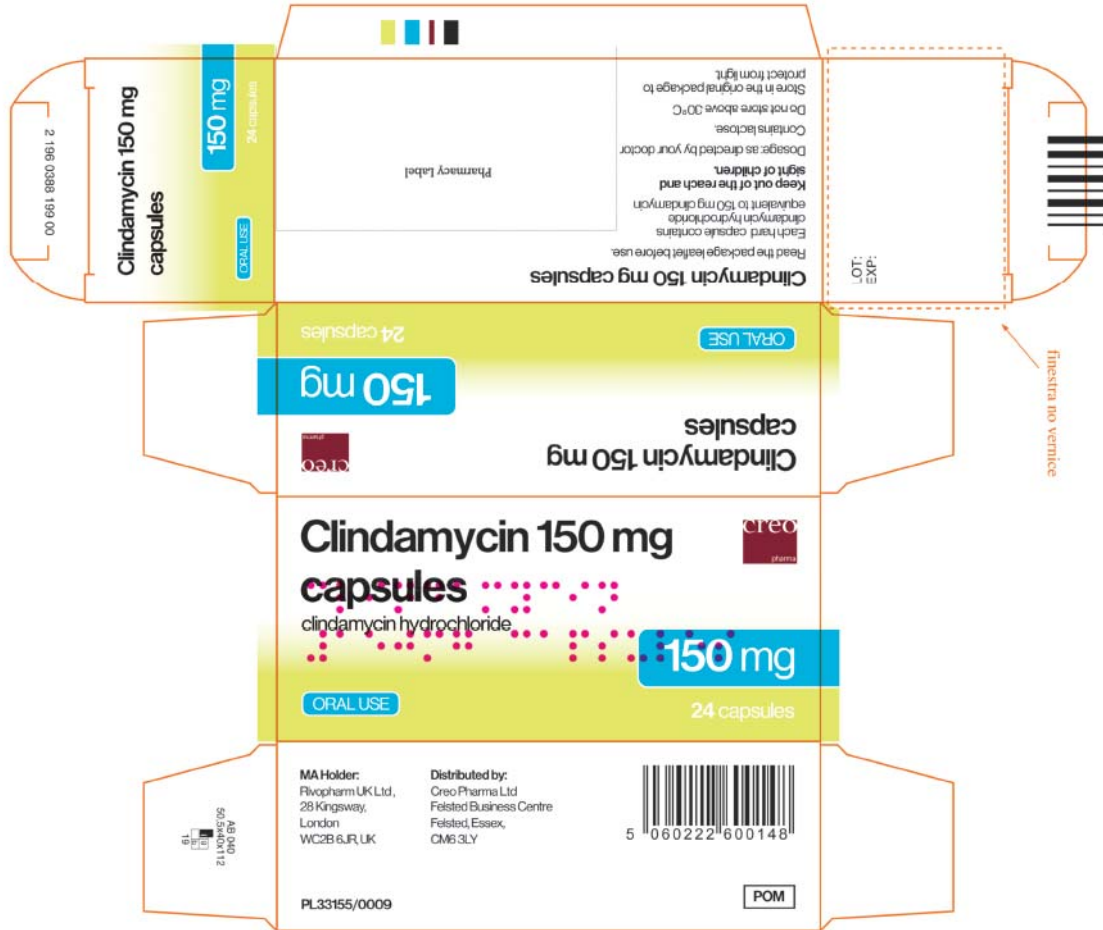 2 196 0388 199 00
Clindamycin 150 mg
capsules
150 mg
24 capsules
ORAL USE
Pharmacy Label
Clindamycin 150 mg capsules
Read the package leaflet before use.
Each hard capsule contains
clindamycin hydrochloride
equivalent to 150 mg clindamycin
Keep out of the reach and
sight of children.
Dosage: as directed by your doctor
Contains lactose.
Do not store above 30°C
Store in the original package to
protect from light.
LOT:
EXP:
finestra no vernice
Clindamycin 150 mg
capsules
creo
pharma
150 mg
ORAL USE
24 capsules
Clindamycin 150 mg
capsules
clindamycin hydrochloride
creo
pharma
150 mg
ORAL USE
24 capsules
MA Holder:
Rivopharm UK Ltd,
28 Kingsway,
London
WC2B 6JR, UK
Distributed by:
Creo Pharma Ltd
Felsted Business Centre
Felsted, Essex,
CM6 3LY
5 060222 600148
PL33155/0009
POM
AB 040
50,5x40x112
19